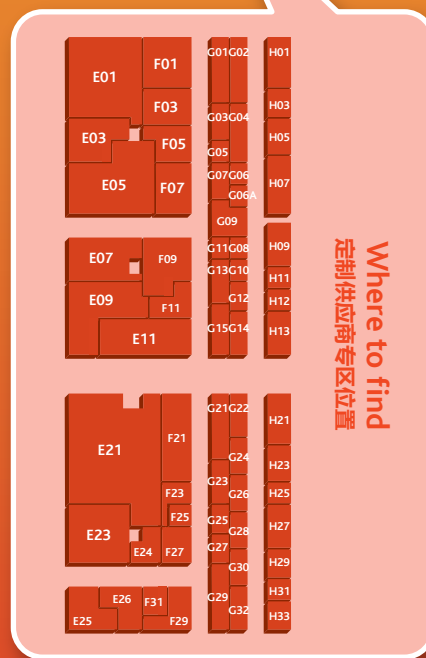 E01
F01
F03
E03
F05
E05
F07
E07
F09
E09
F11
E11
E21
F21
F23
F25
E23
E24
F27
E26
F31
E25
F29
G01
G02
G03
G04
G05
G07
G06
G06A
G09
G11
G08
G13
G10
G12
G15
G14
G21
G22
G24
G23
G26
G25
G28
G27
G30
G29
G32
H01
H03
H05
H07
H09
H11
H12
H13
H21
H23
H25
H27
H29
H31
H33
Where to find
定制供应商专区位置